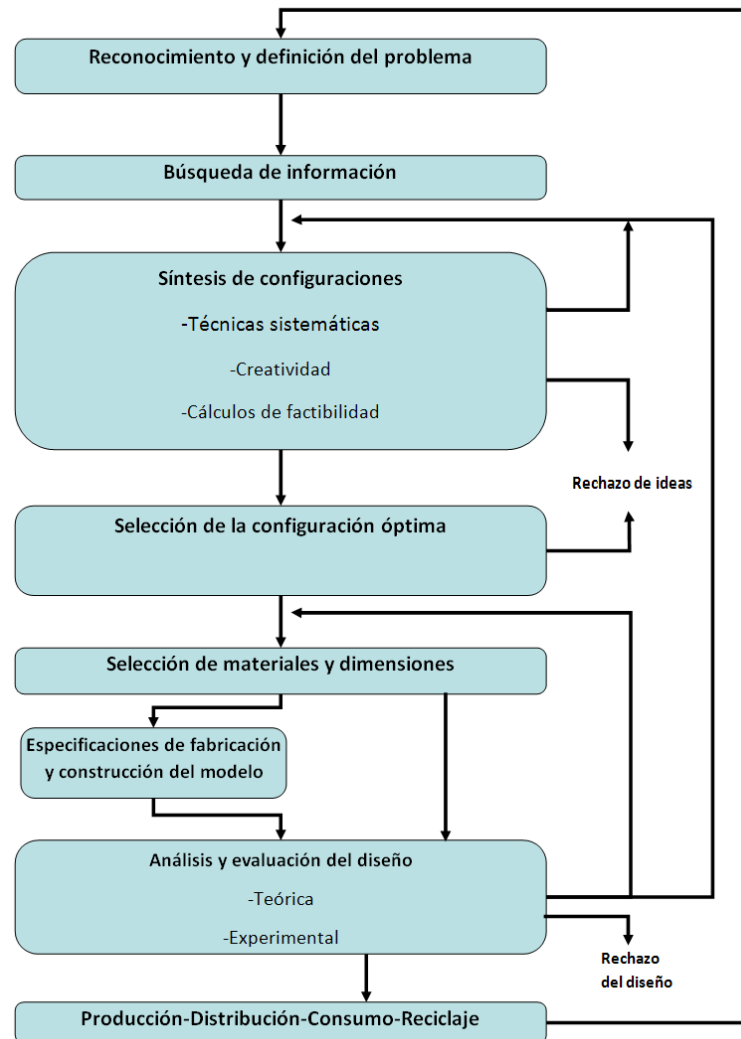 Reconocimiento y definición del problema
Búsqueda de información
Síntesis de configuraciones
-Técnicas sistemáticas
-Creatividad
-Cálculos de factibilidad
Rechazo de ideas
Selección de la configuración óptima
Selección de materiales y dimensiones
Especificaciones de fabricación
y construcción del modelo
Análisis y evaluación del diseño
-Teórica
-Experimental
Rechazo
del diseño
Producción-Distribución-Consumo-Reciclaje